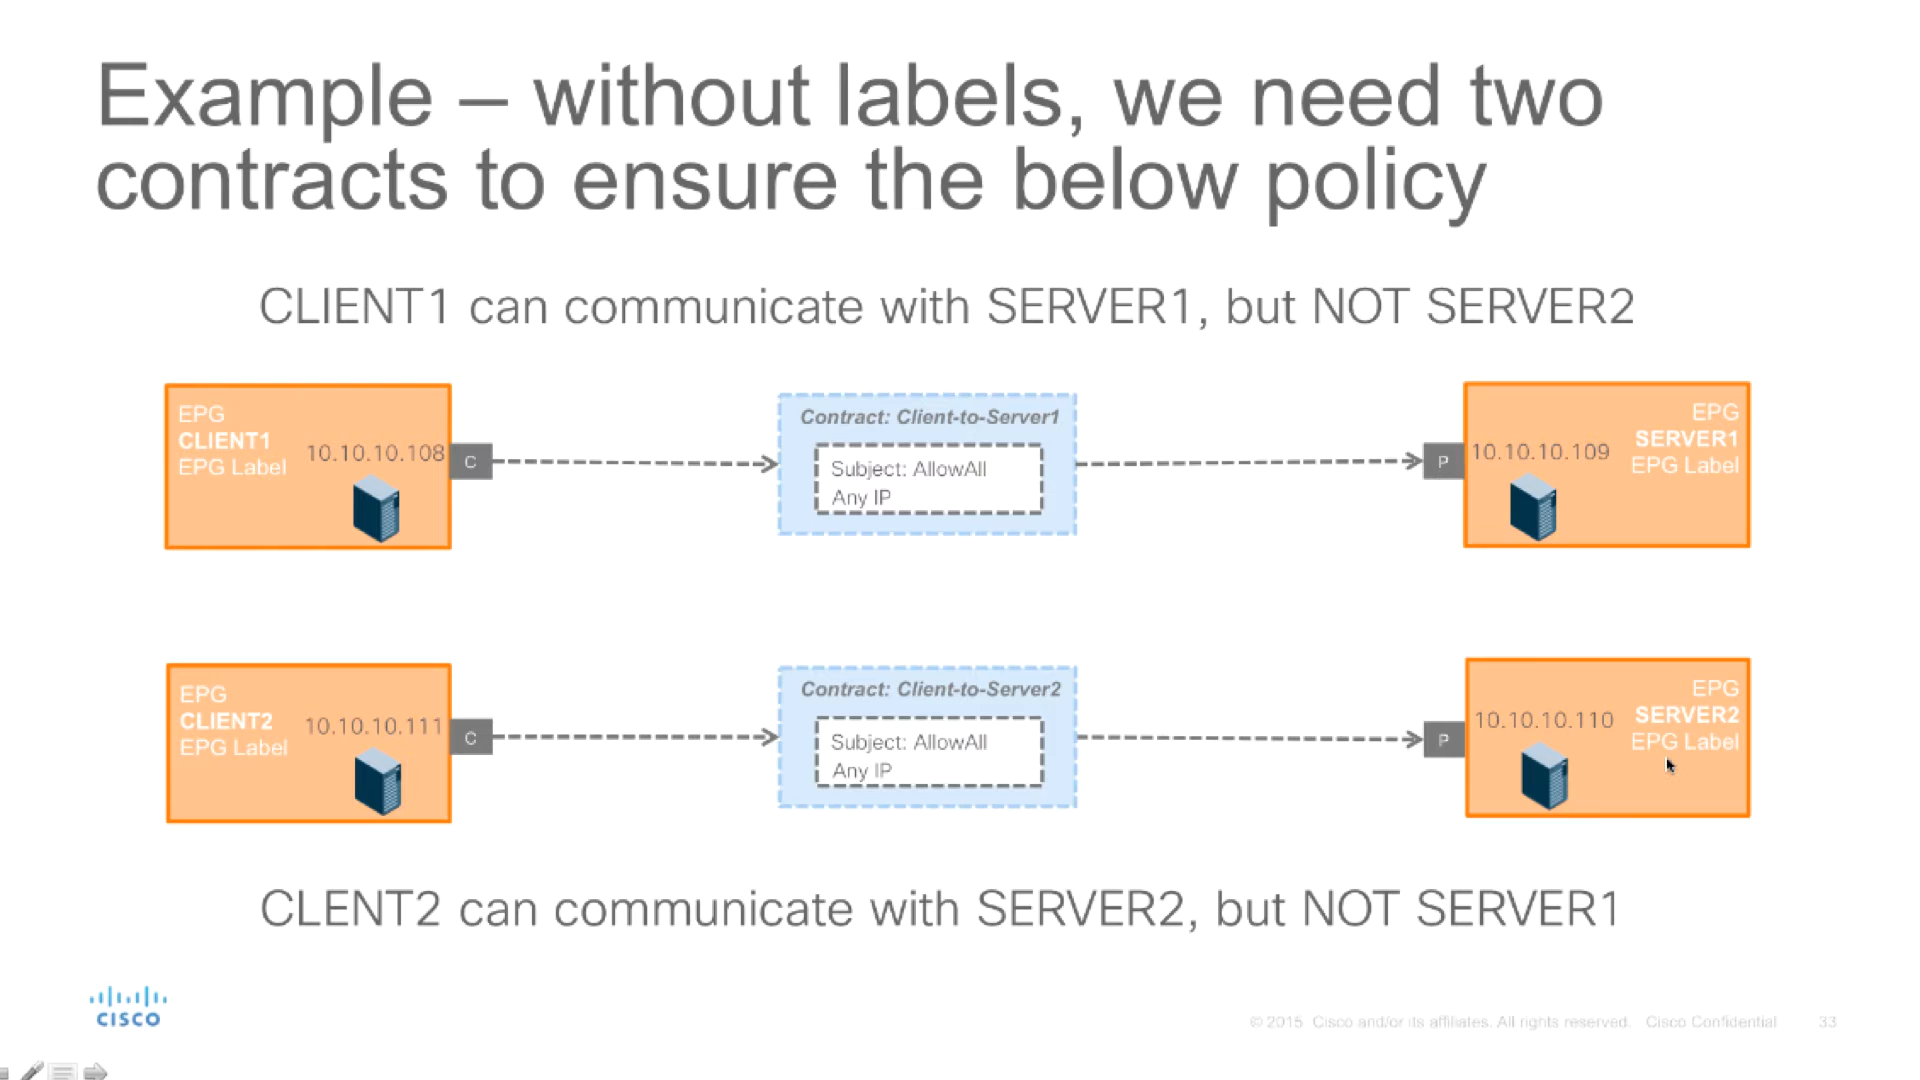 Example – without labels, we need two
contracts to ensure the below policy
CLIENT1 can communicate with SERVER1, but NOT SERVER2
EPG
CLIENT1
EPG Label
10.10.10.108
C
Contract: Client-to-Server1
Subject: AllowAll
Any IP
P
10.10.10.109
EPG
SERVER1
EPG Label
EPG
CLIENT2
EPG Label
10.10.10.111
C
Contract: Client-to-Server2
Subject: AllowAll
Any IP
P
10.10.10.110
EPG
SERVER2
EPG Label
CLENT2 can communicate with SERVER2, but NOT SERVER1
CISCO
© 2015 Cisco and/or its affiliates. All rights reserved. Cisco Confidential 33